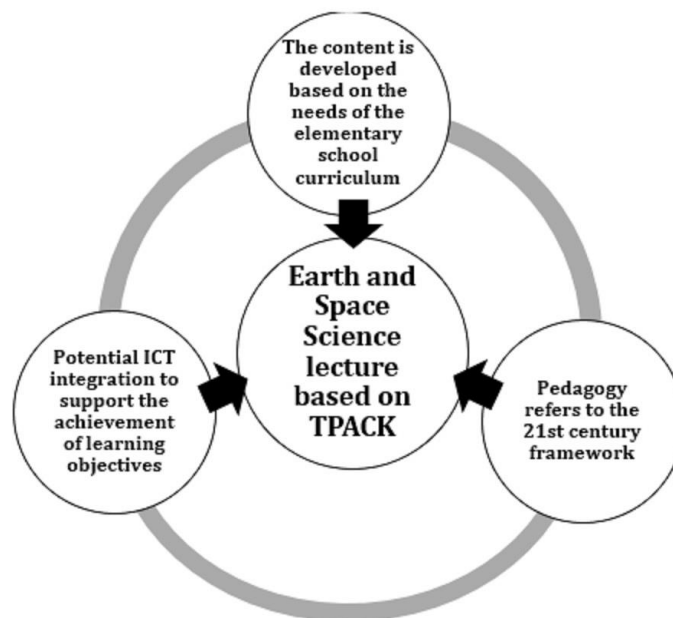 The content is
developed
based on the
needs of the
elementary
school
curriculum
Earth and
Space
Science
lecture
based on
TPACK
Potential ICT
integration to
support the
achievement
of learning
objectives
Pedagogy
refers to the
21st century
framework